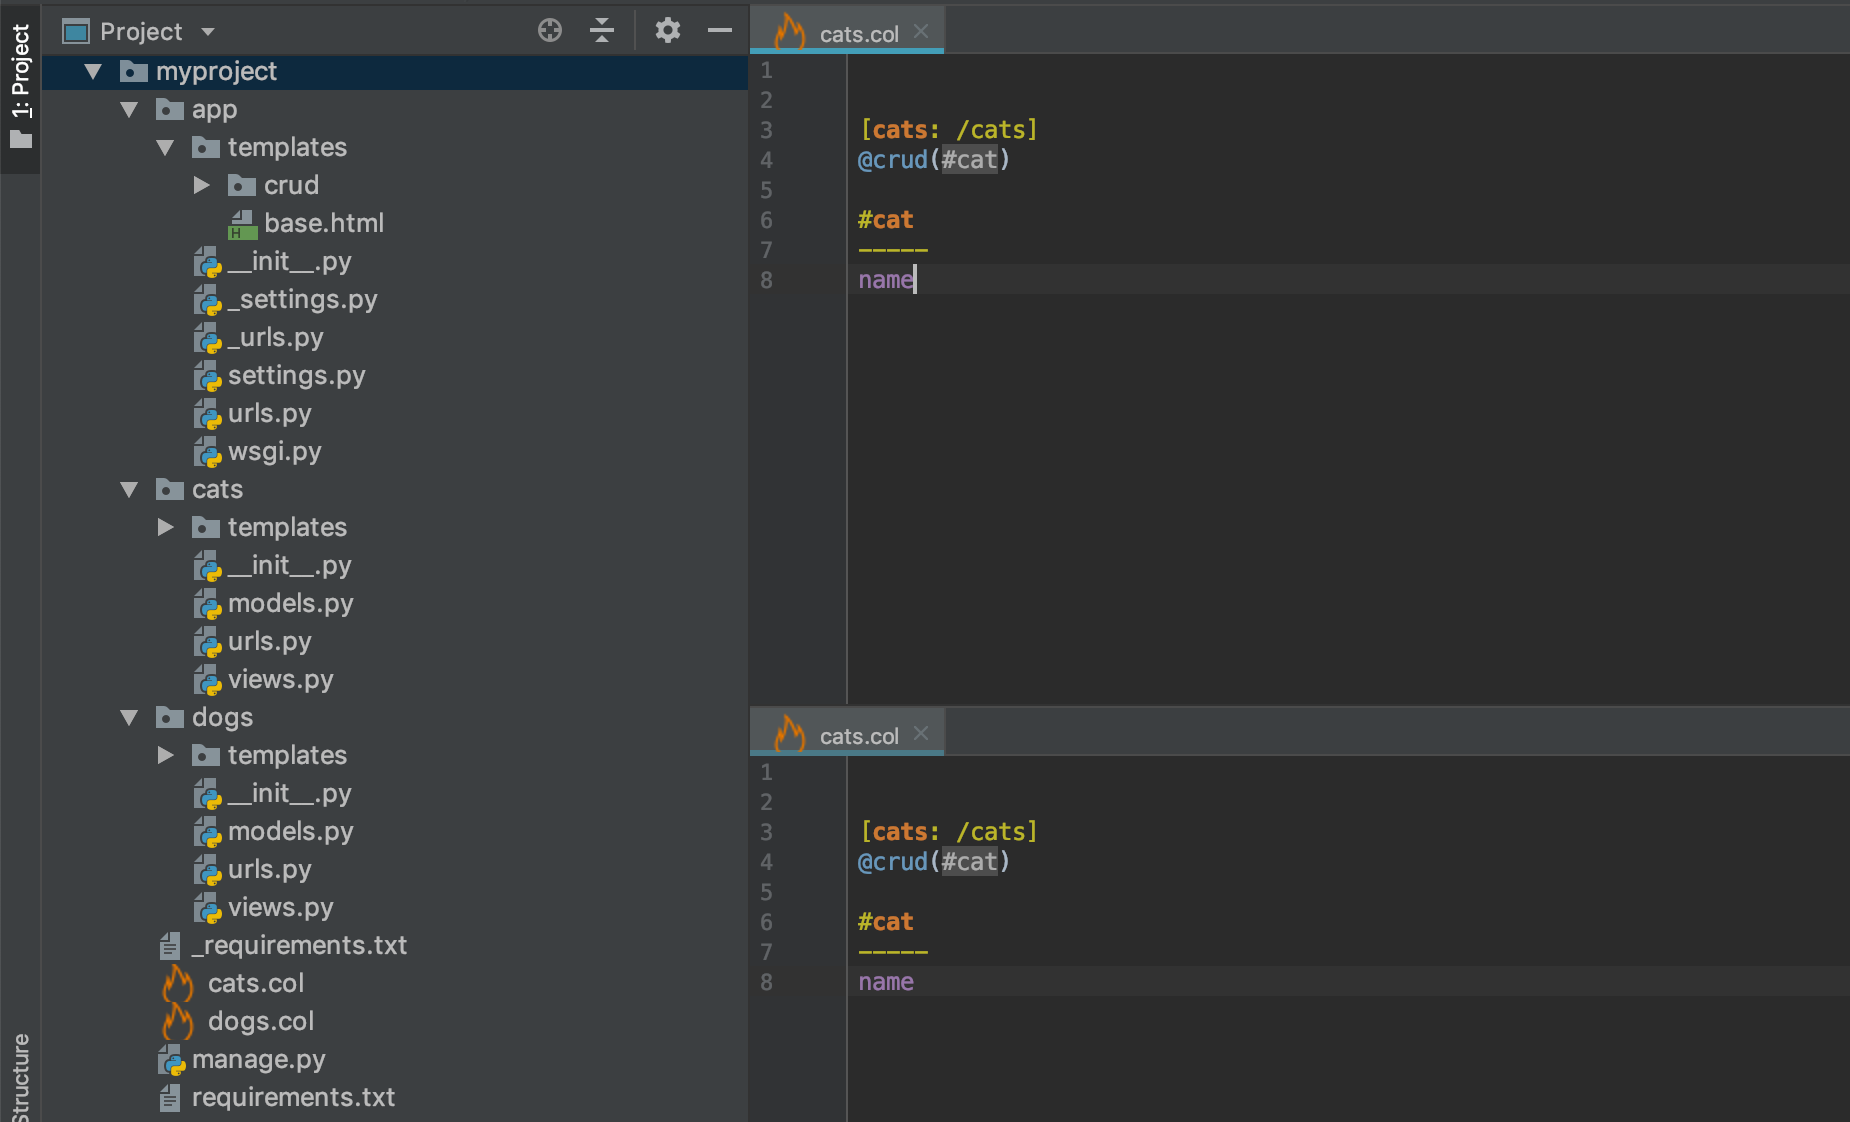 1: Project
Project
myproject
app
templates
crud
base.html
__init__.py
_settings.py
_urls.py
settings.py
urls.py
wsgi.py
cats
templates
__init__.py
models.py
urls.py
views.py
dogs
templates
__init__.py
models.py
urls.py
views.py
_requirements.txt
cats.col
dogs.col
manage.py
requirements.txt
Structure
cats.col
1
2
3 [cats: /cats]
4 @crud(#cat)
5
6 #cat
7 -----
8 name
cats.col
1
2
3 [cats: /cats]
4 @crud(#cat)
5
6 #cat
7 -----
8 name